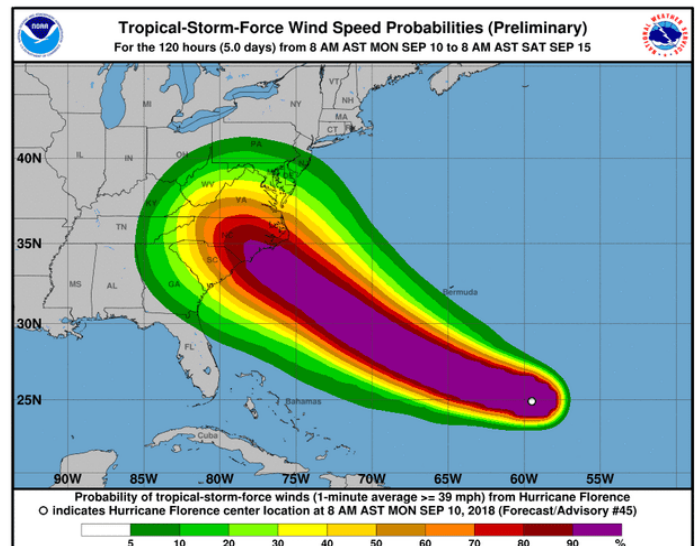 Tropical-Storm-Force Wind Speed Probabilities (Preliminary)
For the 120 hours (5.0 days) from 8 AM AST MON SEP 10 to 8 AM AST SAT SEP 15
NOAA
NATIONAL WEATHER SERVICE
VT
MI
NY
NH
MA
CT
40N
PA
IL
IN
OH
NJ
WV
KY
VA
TN
35N
NC
SC
MS
AL
GA
Bermuda
30N
FL
25N
Bahamas
Cuba
90W 85W 80W 75W 70W 65W 60W 55W
Probability of tropical-storm-force winds (1-minute average >= 39 mph) from Hurricane Florence
indicates Hurricane Florence center location at 8 AM AST MON SEP 10, 2018 (Forecast/Advisory #45)
5 10 20 30 40 50 60 70 80 90 %